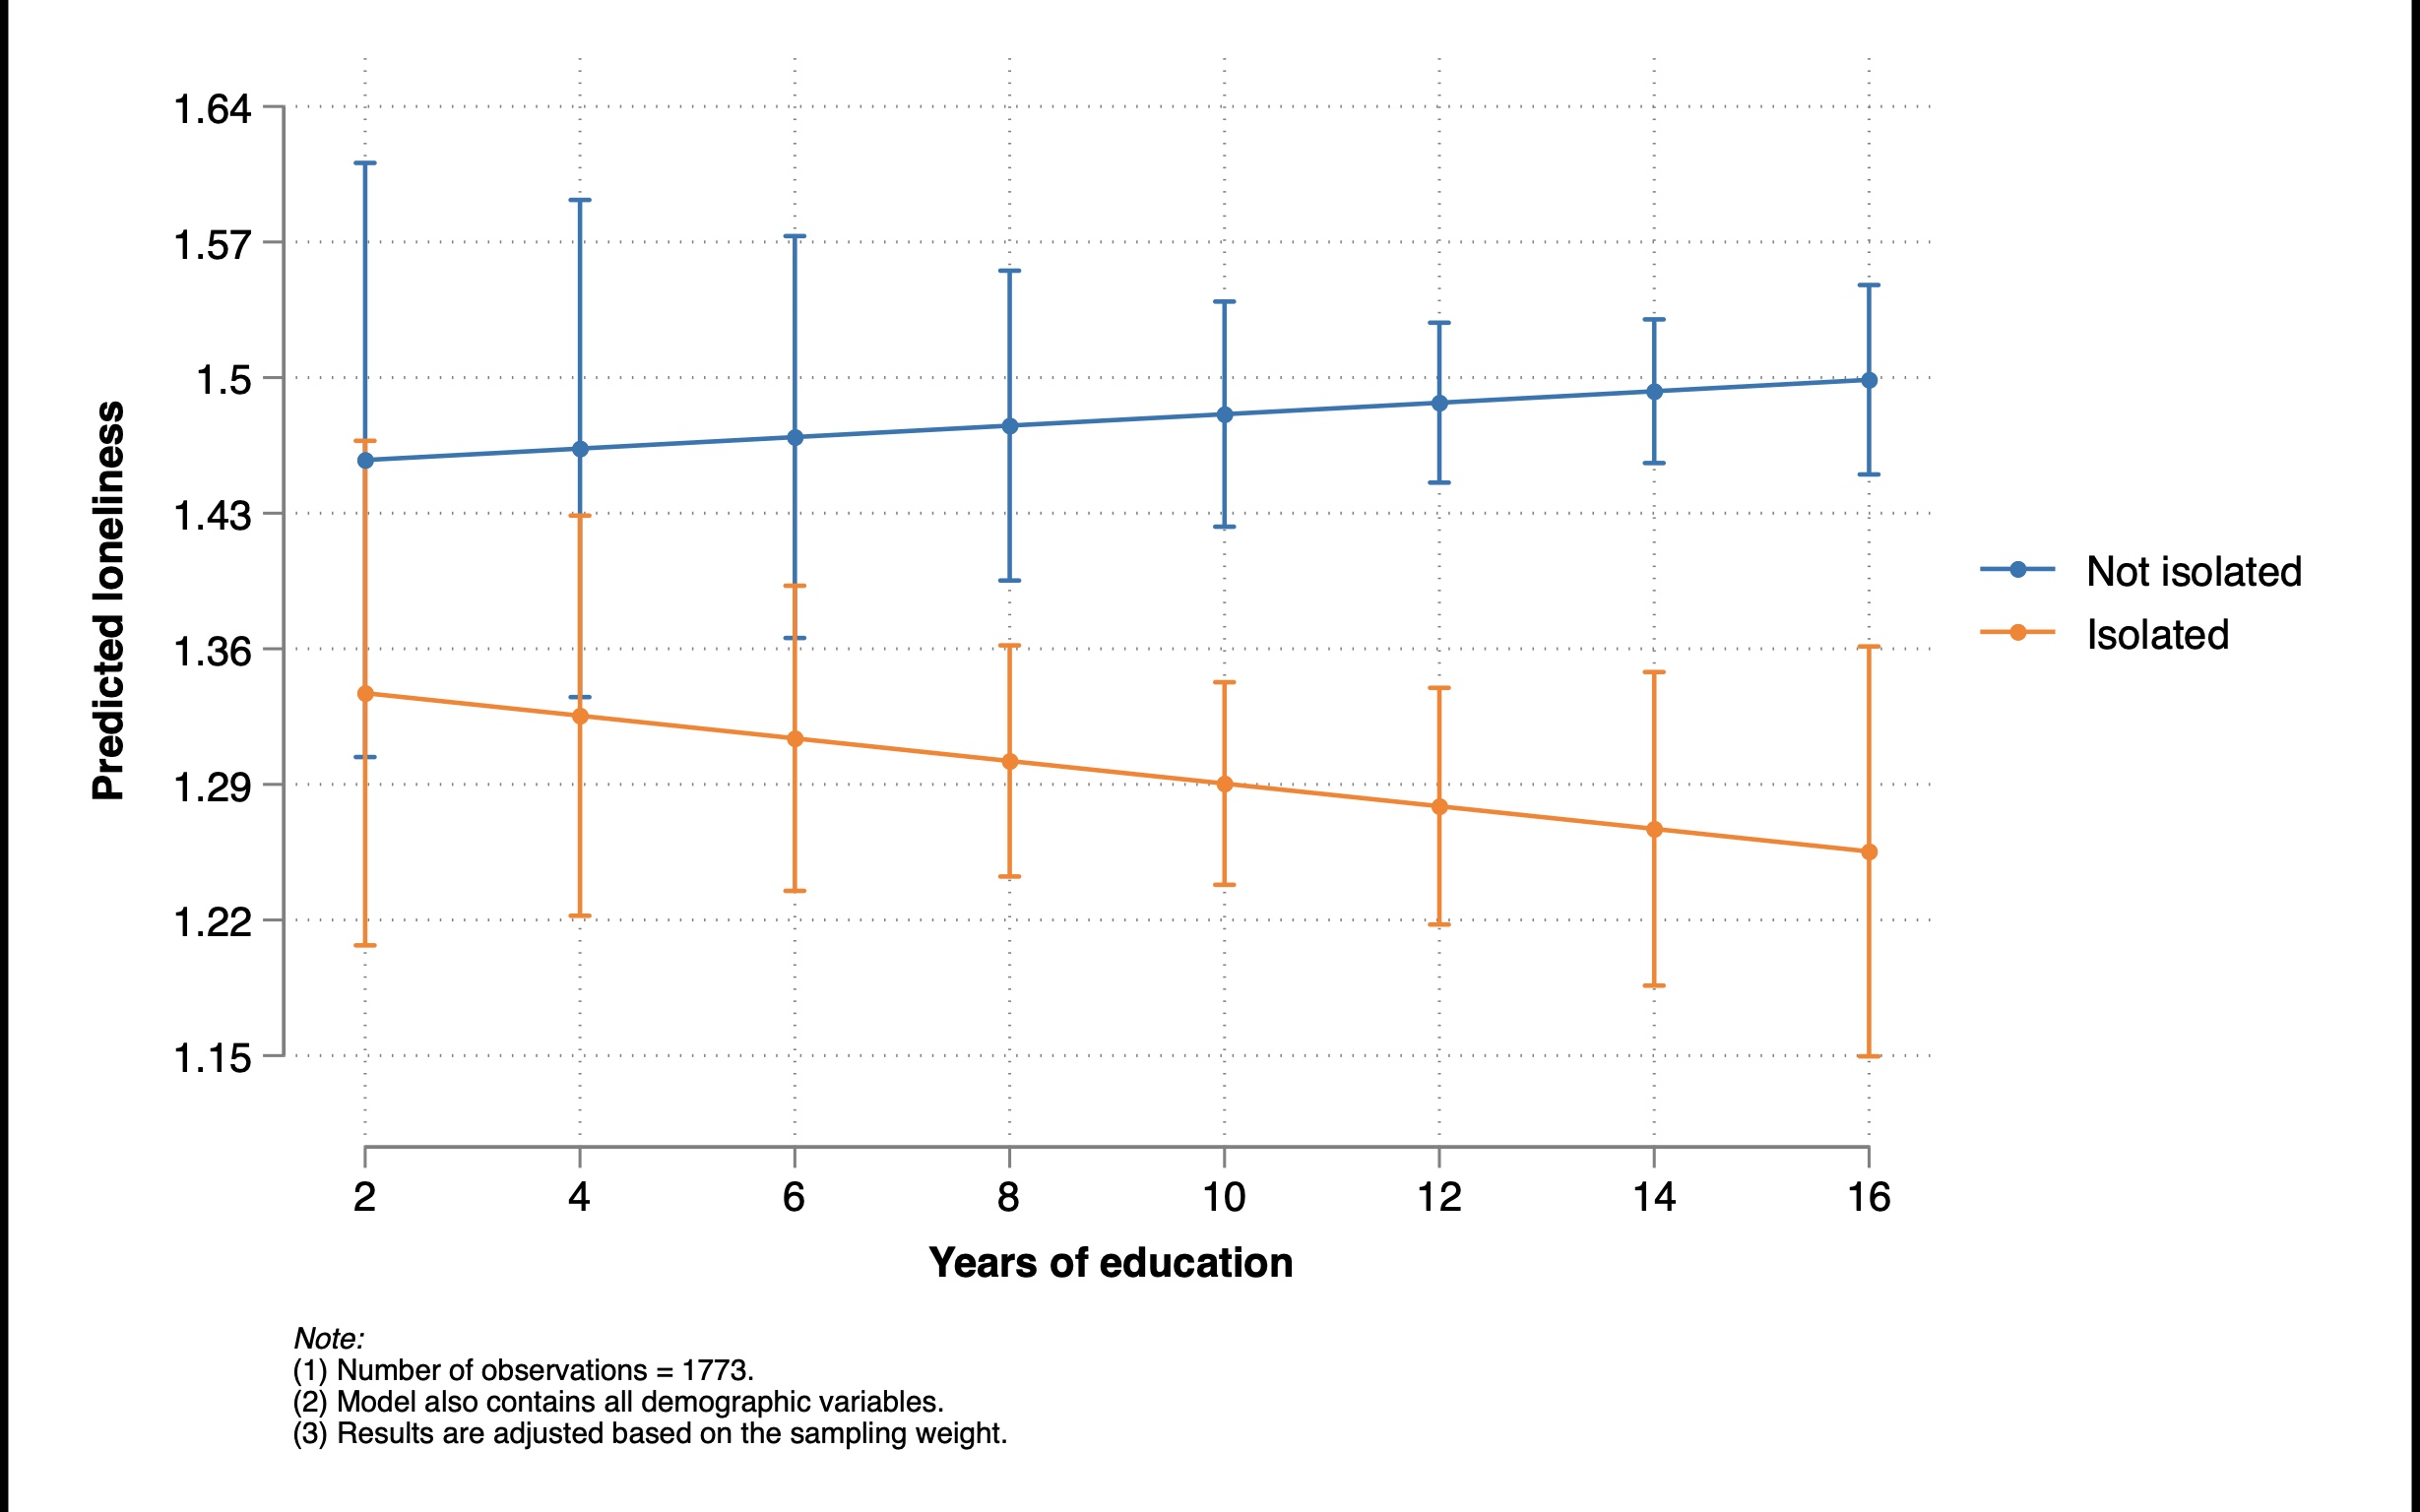 1.64
1.57
1.5
1.43
1.36
1.29
1.22
1.15
Predicted loneliness
Not isolated
Isolated
2 4 6 8 10 12 14 16
Years of education
Note:
(1) Number of observations = 1773.
(2) Model also contains all demographic variables.
(3) Results are adjusted based on the sampling weight.